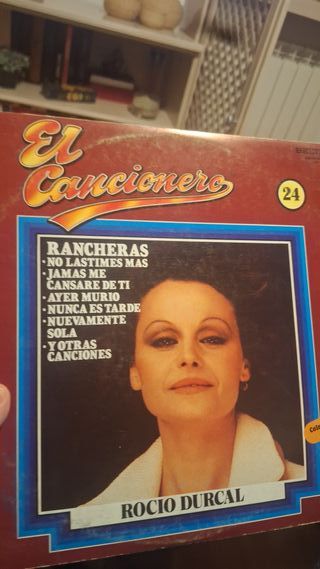 El
Cancionero
24
RANCHERAS
· NO LASTIMES MAS
· JAMAS ME
CANSARE DE TI
· AYER MURIO
· NUNCA ES TARDE
· NUEVAMENTE
SOLA
· Y OTRAS
CANCIONES
ROCIO DURCAL